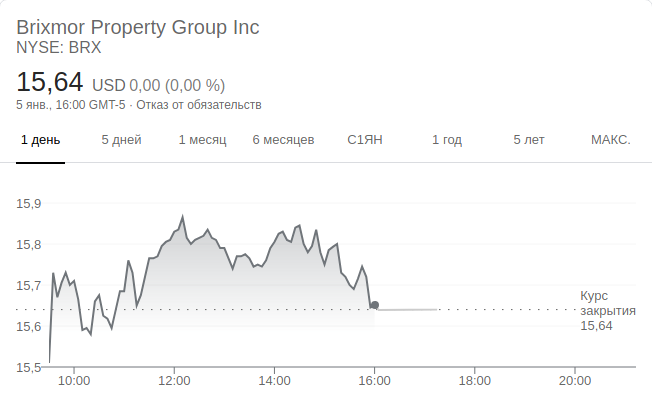 Brixmor Property Group Inc
NYSE: BRX
15,64 USD 0,00 (0,00 %)
5 янв., 16:00 GMT-5 · Отказ от обязательств
1 день 5 дней 1 месяц 6 месяцев С1ЯН 1 год 5 лет МАКС.
15,9
15,8
15,7
15,6
15,5
Курс
закрытия
15,64
10:00 12:00 14:00 16:00 18:00 20:00